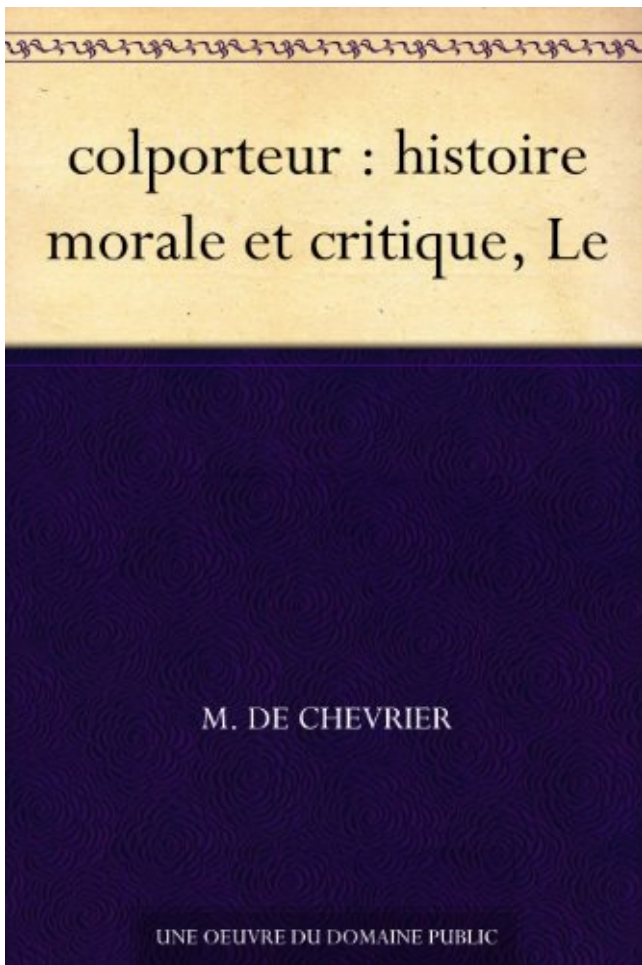 colporteur : histoire
morale et critique, Le
M. DE CHEVRIER
UNE OEUVRE DU DOMAINE PUBLIC